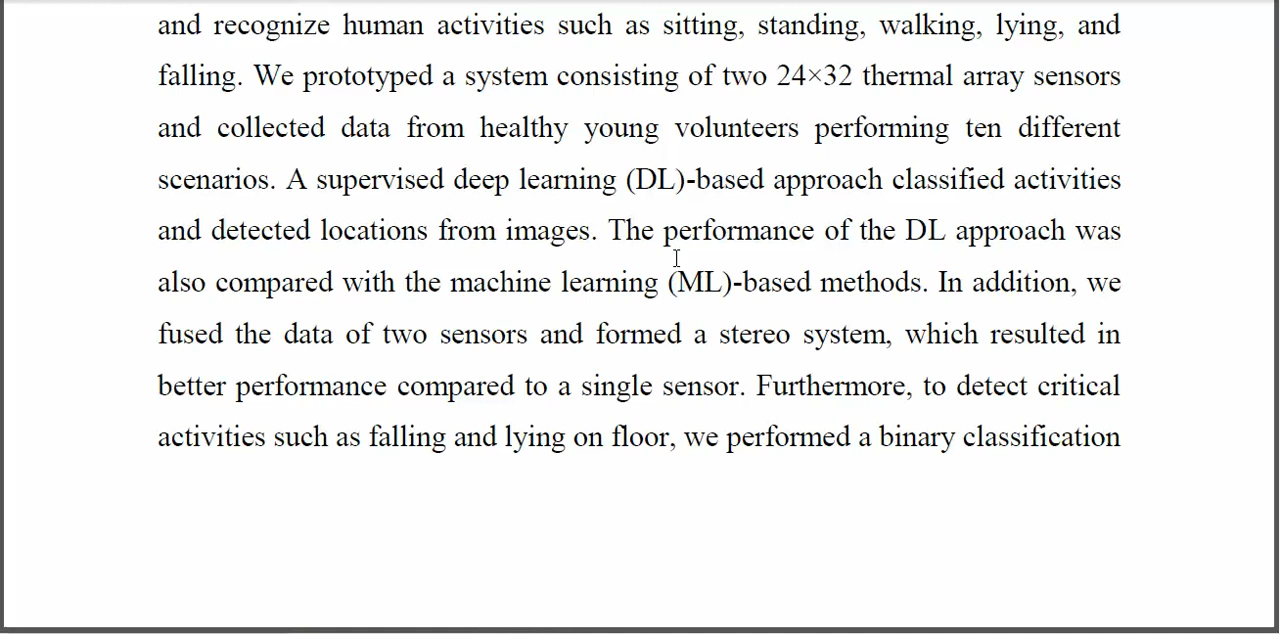 and recognize human activities such as sitting, standing, walking, lying, and
falling. We prototyped a system consisting of two 24×32 thermal array sensors
and collected data from healthy young volunteers performing ten different
scenarios. A supervised deep learning (DL)-based approach classified activities
and detected locations from images. The performance of the DL approach was
also compared with the machine learning (ML)-based methods. In addition, we
fused the data of two sensors and formed a stereo system, which resulted in
better performance compared to a single sensor. Furthermore, to detect critical
activities such as falling and lying on floor, we performed a binary classification